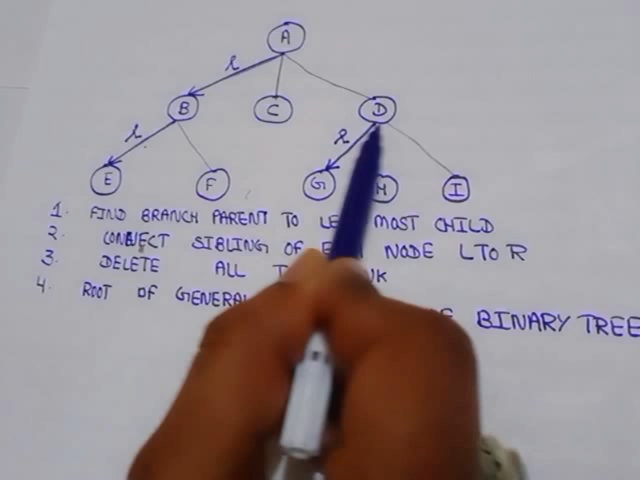 A
l
B C D
l l
E F G H I
1. FIND BRANCH PARENT TO LE MOST CHILD
2. CONNECT SIBLING OF NODE L TO R
3. DELETE ALL
4. ROOT OF GENERAL BINARY TREE